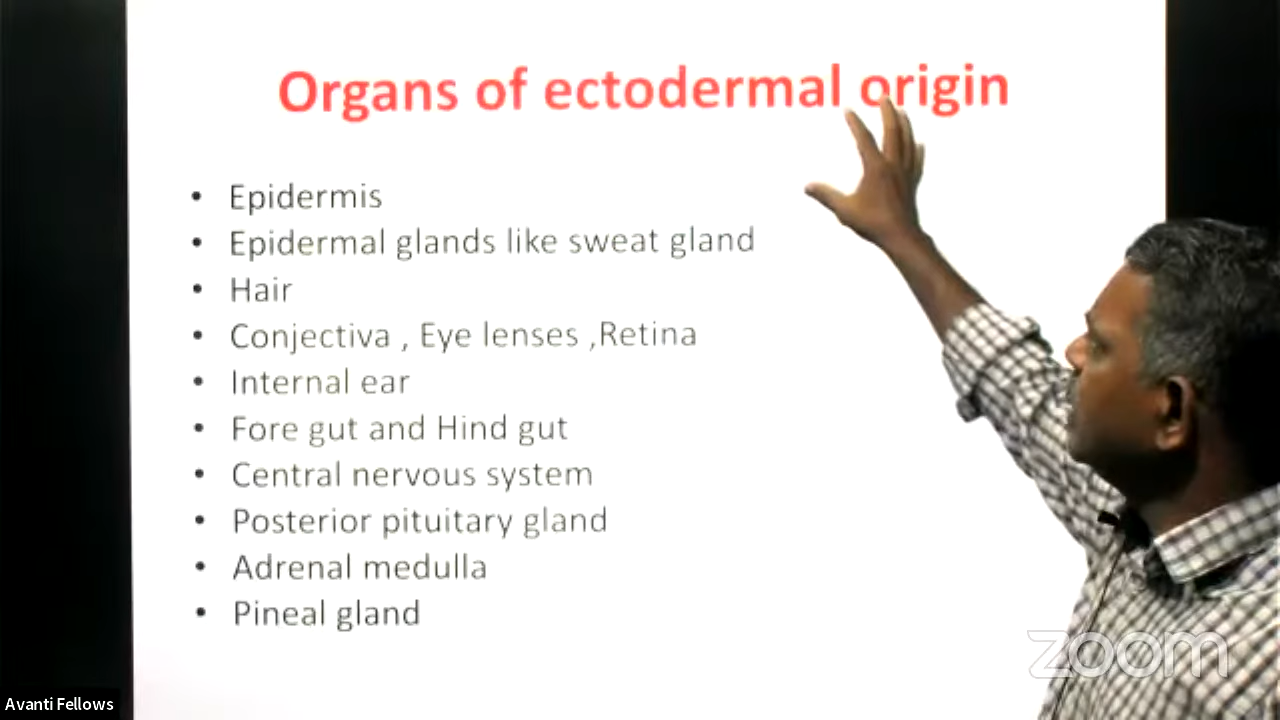 Organs of ectodermal origin
• Epidermis
• Epidermal glands like sweat gland
• Hair
• Conjectiva , Eye lenses ,Retina
• Internal ear
• Fore gut and Hind gut
• Central nervous system
• Posterior pituitary gland
• Adrenal medulla
• Pineal gland
zoom
Avanti Fellows